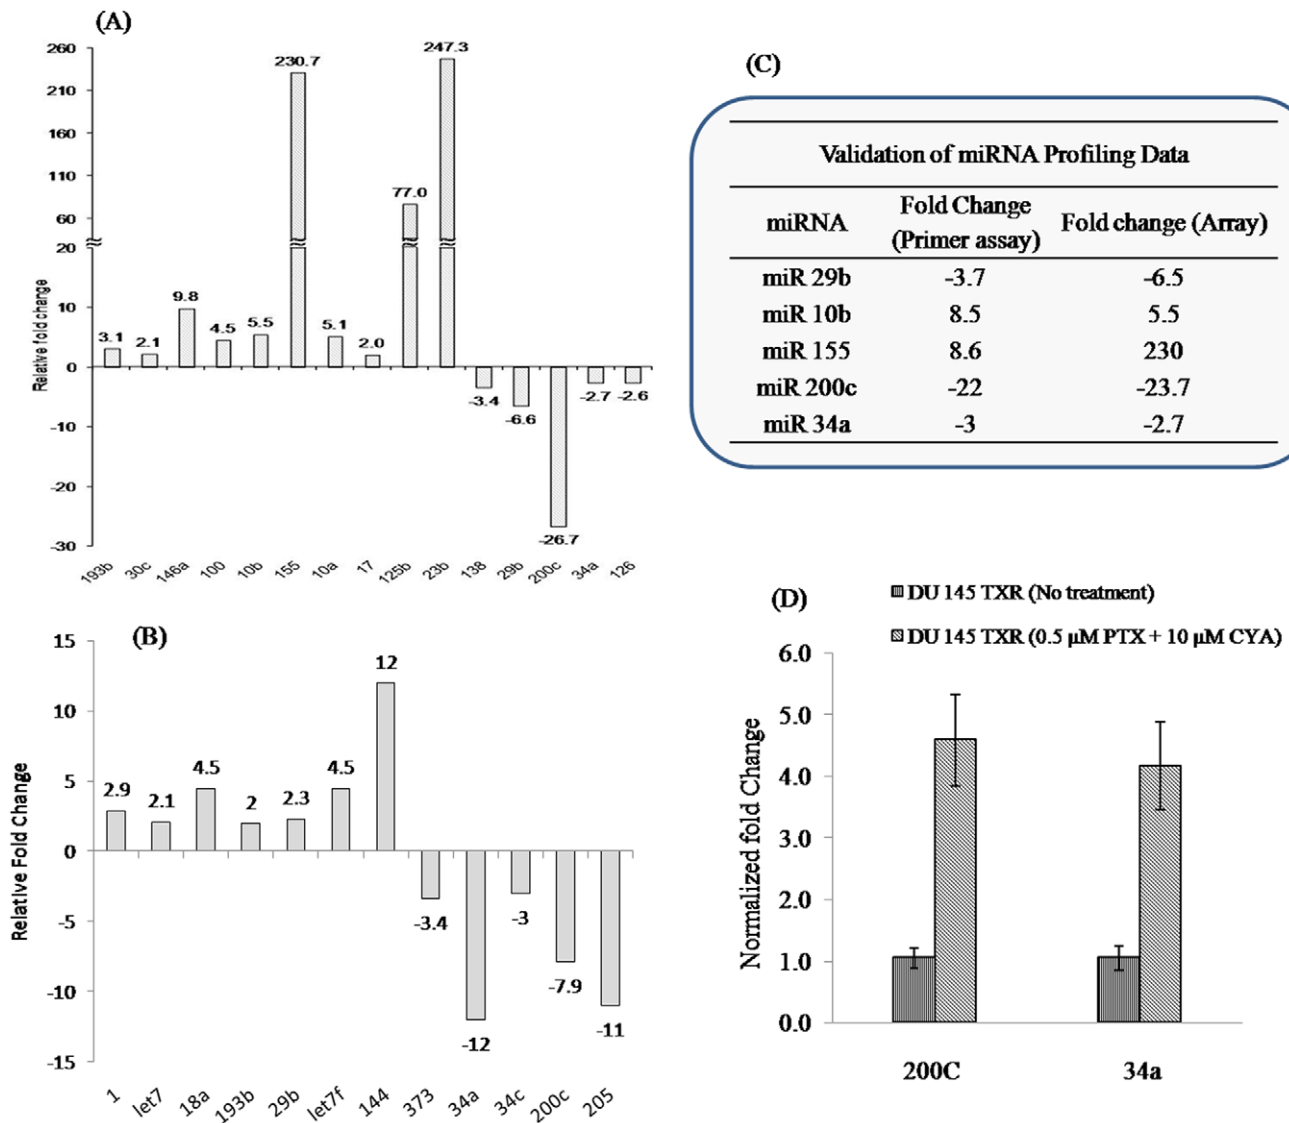 (A)
Relative fold change
260
210
160
110
60
20
10
0
-10
-20
-30
3.1
2.1
9.8
4.5
5.5
230.7
5.1
2.0
77.0
247.3
-3.4
-6.6
-26.7
-2.7
-2.6
193b 30c 146a 100 10b 155 10a 17 125b 23b 138 29b 200c 34a 126
(B)
Relative Fold Change
15
10
5
0
-5
-10
-15
2.9
2.1
4.5
2
2.3
4.5
12
-3.4
-12
-3
-7.9
-11
1 let7 18a 193b 29b let7f 144 373 34a 34c 200c 205
(C)
Validation of miRNA Profiling Data
miRNA Fold Change (Primer assay) Fold change (Array)
miR 29b -3.7 -6.5
miR 10b 8.5 5.5
miR 155 8.6 230
miR 200c -22 -23.7
miR 34a -3 -2.7
(D)
DU 145 TXR (No treatment)
DU 145 TXR (0.5 μM PTX + 10 μM CYA)
Normalized fold Change
6.0
5.0
4.0
3.0
2.0
1.0
0.0
200C 34a